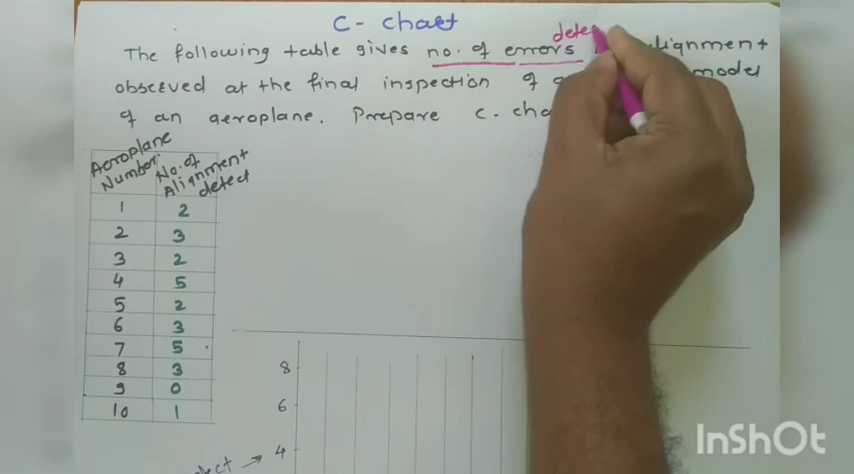 C- chart
dete
The following table gives no. of errors alignment
observed at the final inspection of a model
of an aeroplane. Prepare c. cha
Aeroplane Number
No. of Alignment detect
1 2
2 3
3 2
4 5
5 2
6 3
7 5
8 3
9 0
10 1
8
6
4
InShOt